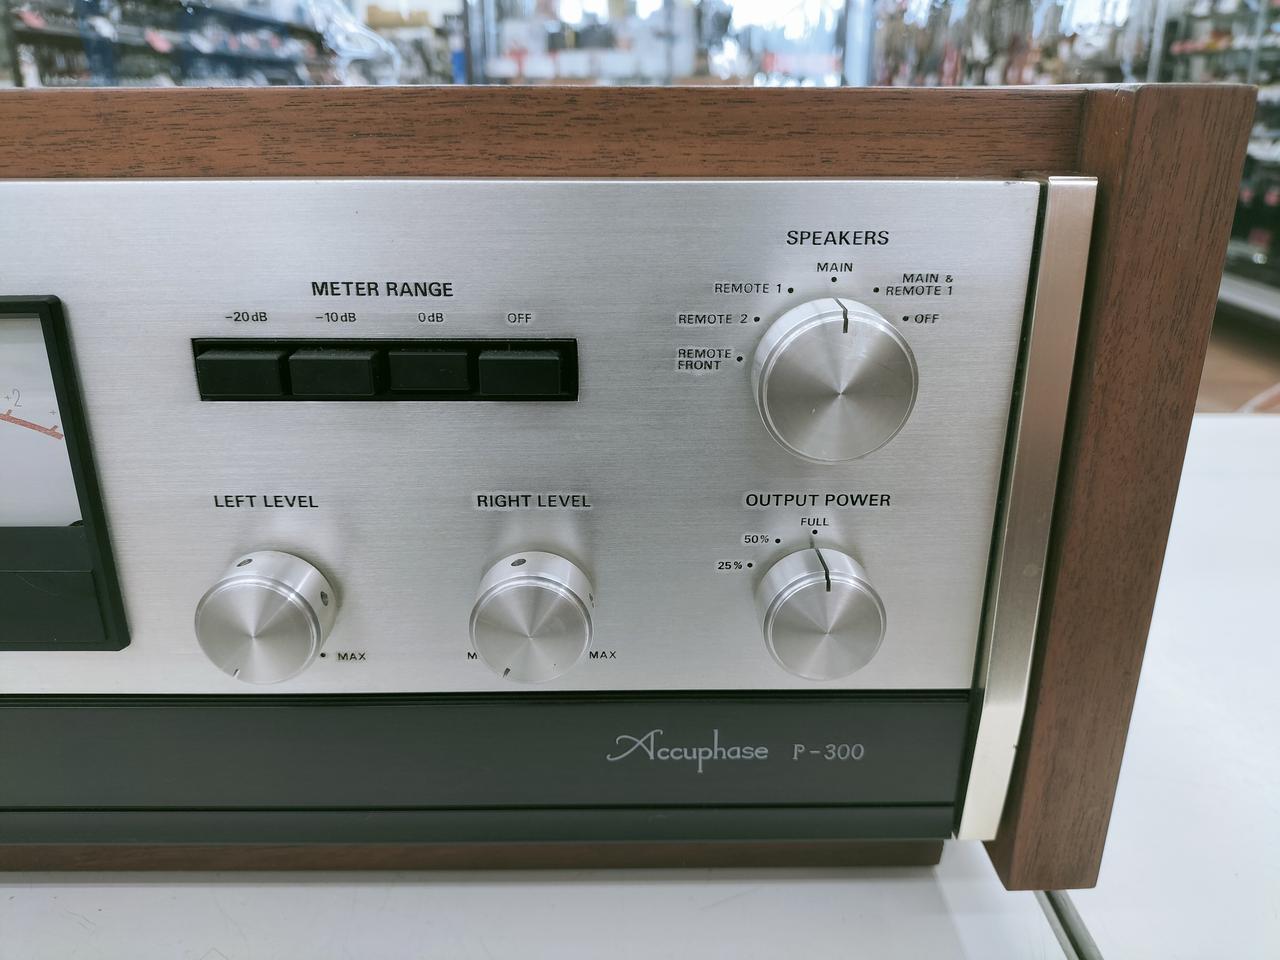 SPEAKERS
MAIN
REMOTE 1
MAIN &
REMOTE 1
REMOTE 2
OFF
REMOTE
FRONT
METER RANGE
-20dB -10dB 0dB OFF
+2
LEFT LEVEL
MAX
RIGHT LEVEL
M MAX
OUTPUT POWER
FULL
50%
25%
Accuphase P-300